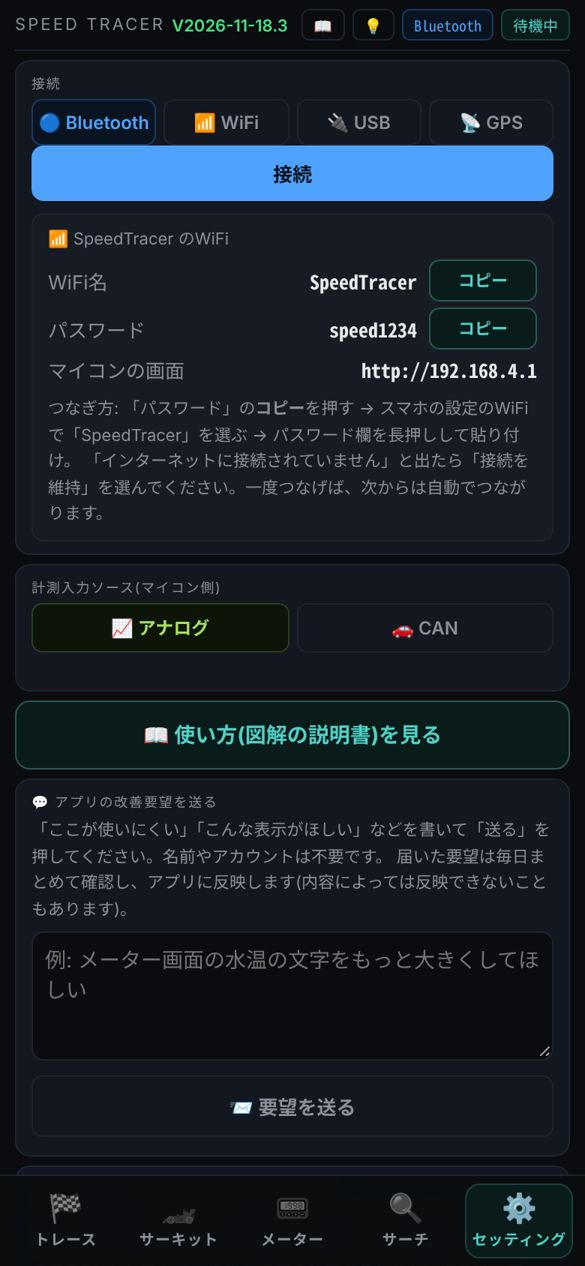 SPEED TRACER V2026-11-18.3 📖 💡 Bluetooth 待機中
接続
🔵 Bluetooth 📶 WiFi 🔌 USB 📡 GPS
接続
📶 SpeedTracer のWiFi
WiFi名 SpeedTracer コピー
パスワード speed1234 コピー
マイコンの画面 http://192.168.4.1
つなぎ方: 「パスワード」のコピーを押す → スマホの設定のWiFi
で「SpeedTracer」を選ぶ → パスワード欄を長押しして貼り付
け。 「インターネットに接続されていません」と出たら「接続を
維持」を選んでください。一度つなげば、次からは自動でつなが
ります。
計測入力ソース(マイコン側)
📈 アナログ 🚗 CAN
📖 使い方(図解の説明書)を見る
💬 アプリの改善要望を送る
「ここが使いにくい」「こんな表示がほしい」などを書いて「送る」を
押してください。名前やアカウントは不要です。 届いた要望は毎日ま
とめて確認し、アプリに反映します(内容によっては反映できないこと
もあります)。
例: メーター画面の水温の文字をもっと大きくしてほ
しい
📨 要望を送る
トレース サーキット メーター サーチ セッティング